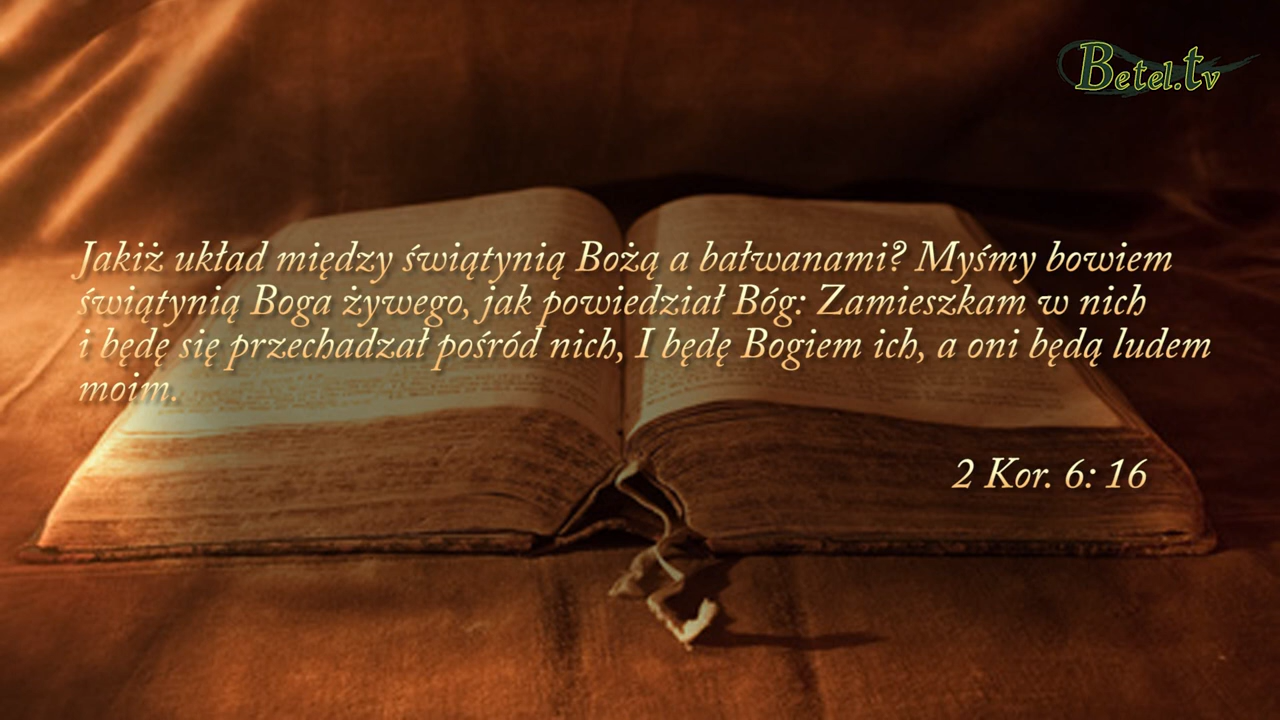 Betel.tv
Jakiż układ między świątynią Bożą a bałwanami? Myśmy bowiem
świątynią Boga żywego, jak powiedział Bóg: Zamieszkam w nich
i będę się przechadzał pośród nich, I będę Bogiem ich, a oni będą ludem
moim.
2 Kor. 6: 16